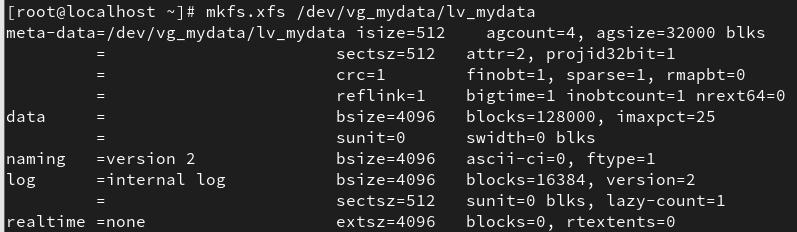 [root@localhost ~]# mkfs.xfs /dev/vg_mydata/lv_mydata
meta-data=/dev/vg_mydata/lv_mydata isize=512    agcount=4, agsize=32000 blks
         =                       sectsz=512   attr=2, projid32bit=1
         =                       crc=1        finobt=1, sparse=1, rmapbt=0
         =                       reflink=1    bigtime=1 inobtcount=1 nrext64=0
data     =                       bsize=4096   blocks=128000, imaxpct=25
         =                       sunit=0      swidth=0 blks
naming   =version 2              bsize=4096   ascii-ci=0, ftype=1
log      =internal log           bsize=4096   blocks=16384, version=2
         =                       sectsz=512   sunit=0 blks, lazy-count=1
realtime =none                   extsz=4096   blocks=0, rtextents=0